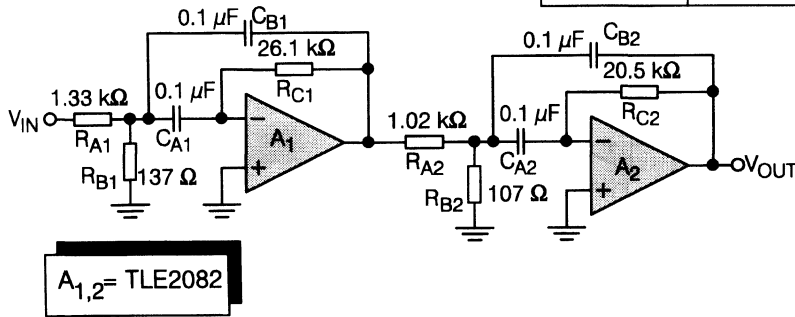 0.1 µF
C_B1
26.1 kΩ
R_C1
0.1 µF
C_A1
1.33 kΩ
V_IN
R_A1
R_B1
137 Ω
−
+
A_1
0.1 µF
C_B2
20.5 kΩ
R_C2
0.1 µF
C_A2
1.02 kΩ
R_A2
R_B2
107 Ω
−
+
A_2
V_OUT
A_1,2 = TLE2082